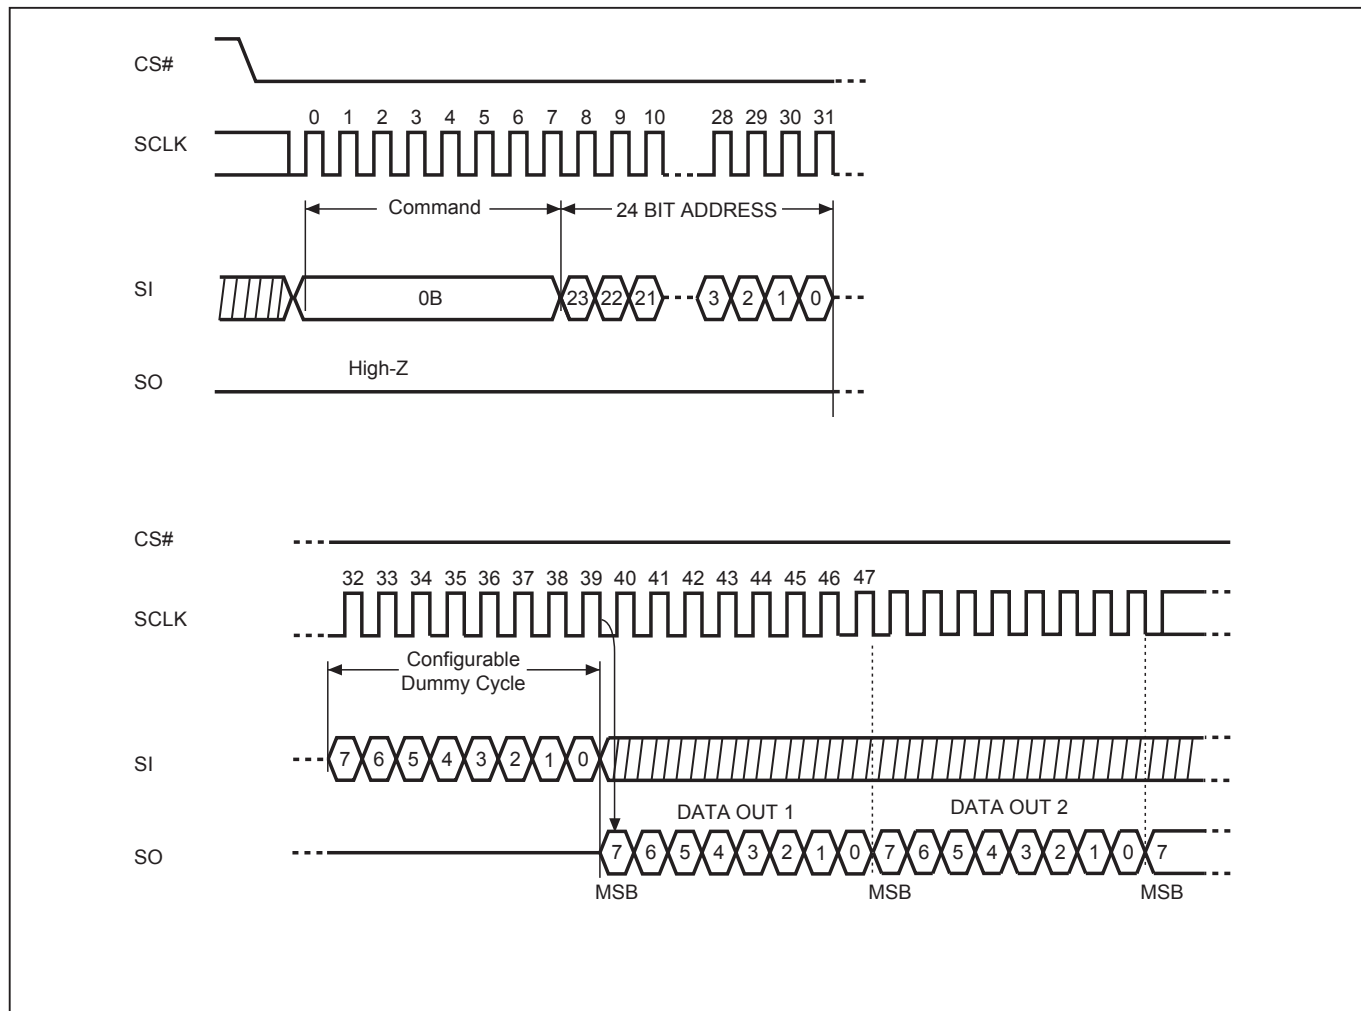 CS#
0 1 2 3 4 5 6 7 8 9 10 28 29 30 31
SCLK
Command
24 BIT ADDRESS
SI
0B
23 22 21 3 2 1 0
High-Z
SO
CS#
32 33 34 35 36 37 38 39 40 41 42 43 44 45 46 47
SCLK
Configurable
Dummy Cycle
SI
7 6 5 4 3 2 1 0
DATA OUT 1
DATA OUT 2
SO
7 6 5 4 3 2 1 0 7 6 5 4 3 2 1 0 7
MSB MSB MSB